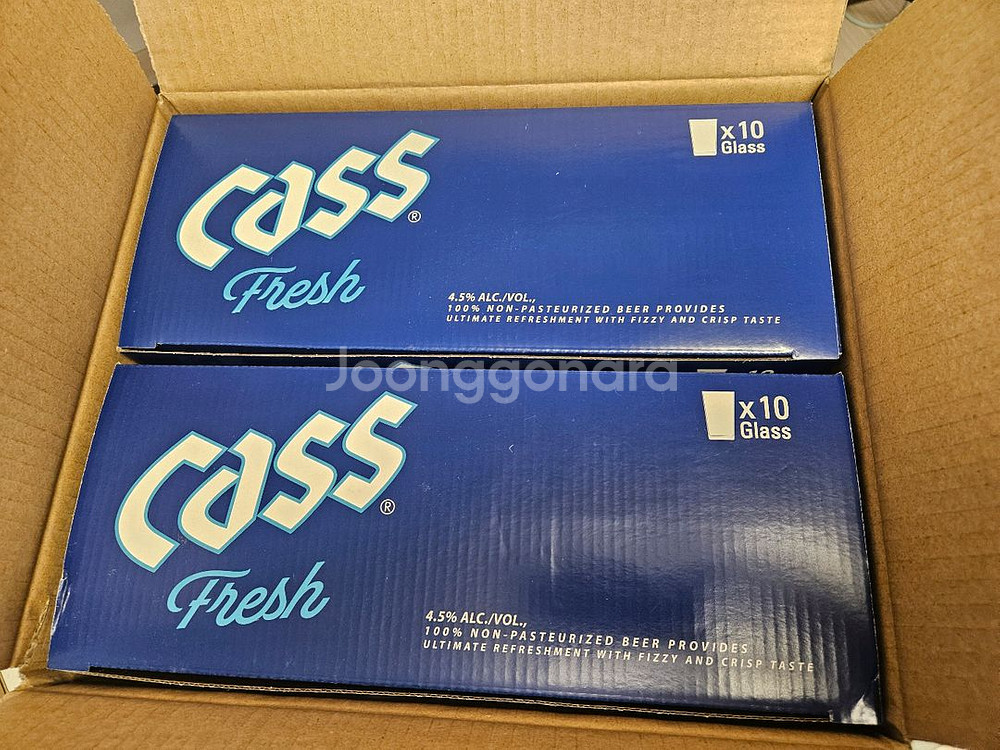 Cass®
Fresh
x10
Glass
4.5% ALC./VOL.,
100% NON-PASTEURIZED BEER PROVIDES
ULTIMATE REFRESHMENT WITH FIZZY AND CRISP TASTE
Joonggonara
Cass®
Fresh
x10
Glass
4.5% ALC./VOL.,
100% NON-PASTEURIZED BEER PROVIDES
ULTIMATE REFRESHMENT WITH FIZZY AND CRISP TASTE